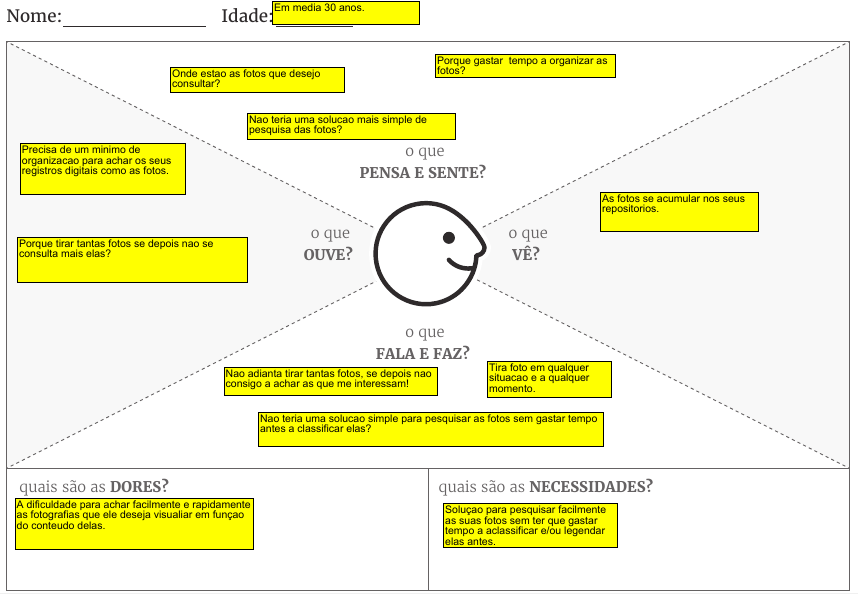 Nome:
Idade:
Em media 30 anos.
Onde estao as fotos que desejo
consultar?
Porque gastar  tempo a organizar as
fotos?
Nao teria uma solucao mais simple de
pesquisa das fotos?
o que
PENSA E SENTE?
Precisa de um minimo de
organizacao para achar os seus
registros digitais como as fotos.
Porque tirar tantas fotos se depois nao se
consulta mais elas?
o que
OUVE?
o que
VÊ?
As fotos se acumular nos seus
repositorios.
o que
FALA E FAZ?
Nao adianta tirar tantas fotos, se depois nao
consigo a achar as que me interessam!
Tira foto em qualquer
situacao e a qualquer
momento.
Nao teria uma solucao simple para pesquisar as fotos sem gastar tempo
antes a classificar elas?
quais são as DORES?
A dificuldade para achar facilmente e rapidamente
as fotografias que ele deseja visualiar em funçao
do conteudo delas.
quais são as NECESSIDADES?
Soluçao para pesquisar facilmente
as suas fotos sem ter que gastar
tempo a aclassificar e/ou legendar
elas antes.